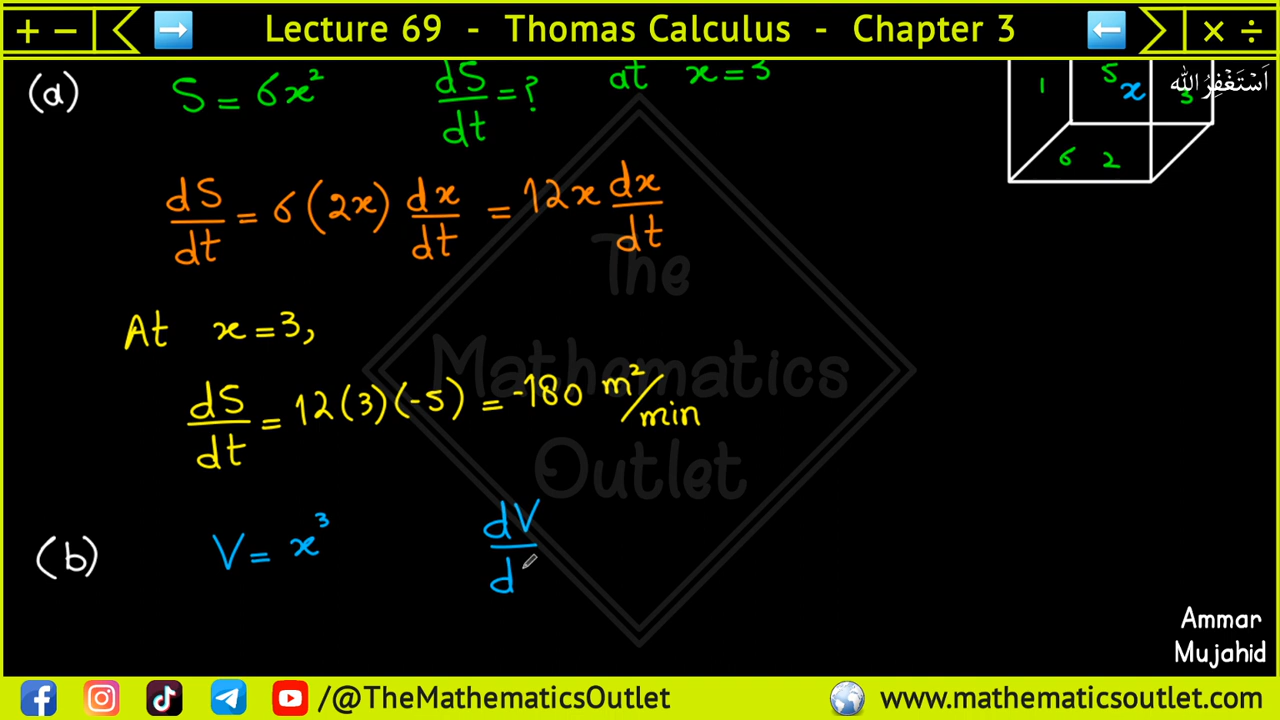 + − Lecture 69 - Thomas Calculus - Chapter 3 × ÷
(a) S = 6x² dS/dt = ? at x = 3
1 5 x 3
6 2
اَسْتَغْفِرُ اللّٰه
dS/dt = 6(2x) dx/dt = 12x dx/dt
At x = 3,
dS/dt = 12(3)(-5) = -180 m²/min
(b) V = x³ dV/d
The
Mathematics
Outlet
Ammar
Mujahid
/@TheMathematicsOutlet www.mathematicsoutlet.com